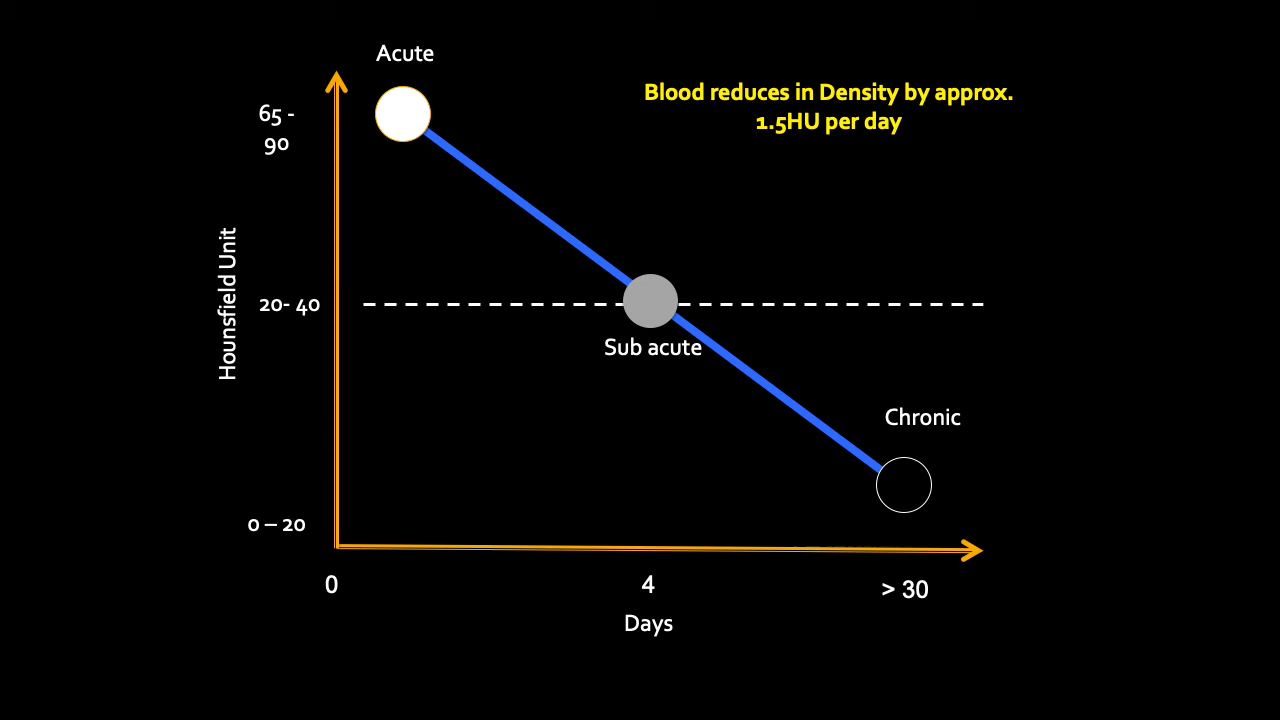 Acute
Blood reduces in Density by approx.
1.5HU per day
65 -
90
Hounsfield Unit
20- 40
Sub acute
Chronic
0 – 20
0
4
> 30
Days